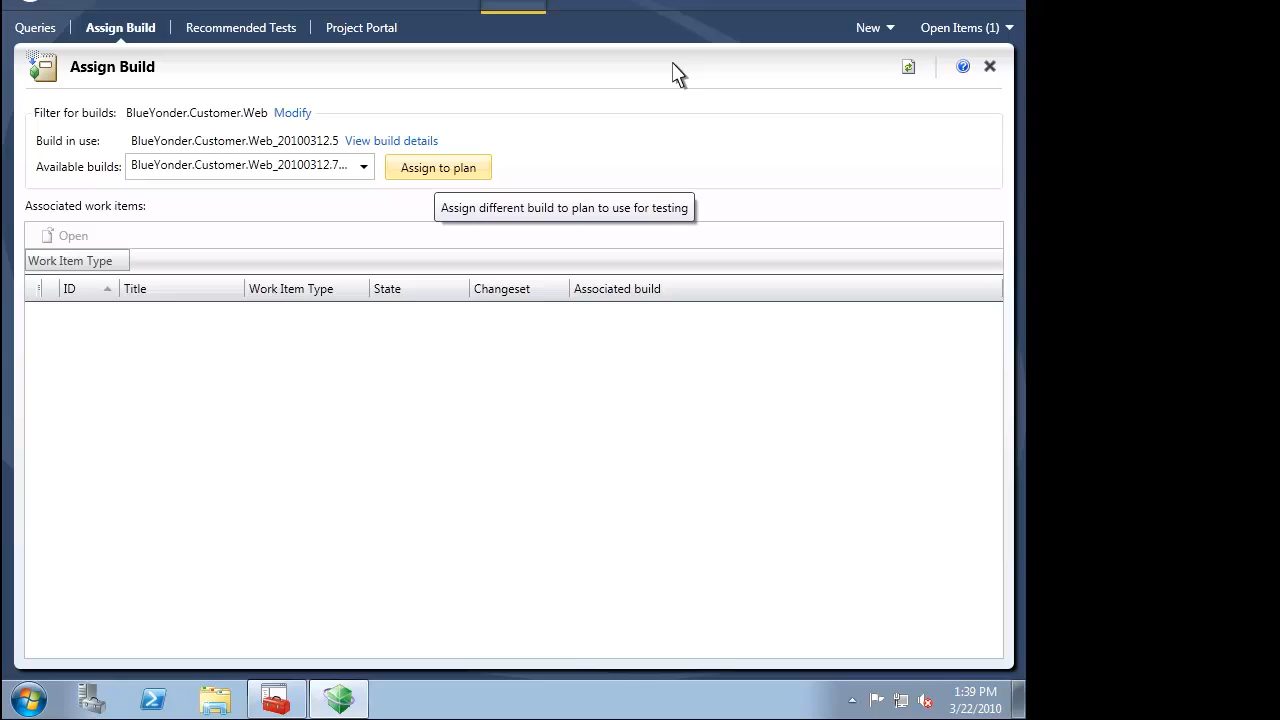 Queries Assign Build Recommended Tests Project Portal New Open Items (1)
Assign Build
Filter for builds: BlueYonder.Customer.Web Modify
Build in use: BlueYonder.Customer.Web_20100312.5 View build details
Available builds: BlueYonder.Customer.Web_20100312.7... Assign to plan
Assign different build to plan to use for testing
Associated work items:
Open
Work Item Type
ID Title Work Item Type State Changeset Associated build
1:39 PM
3/22/2010